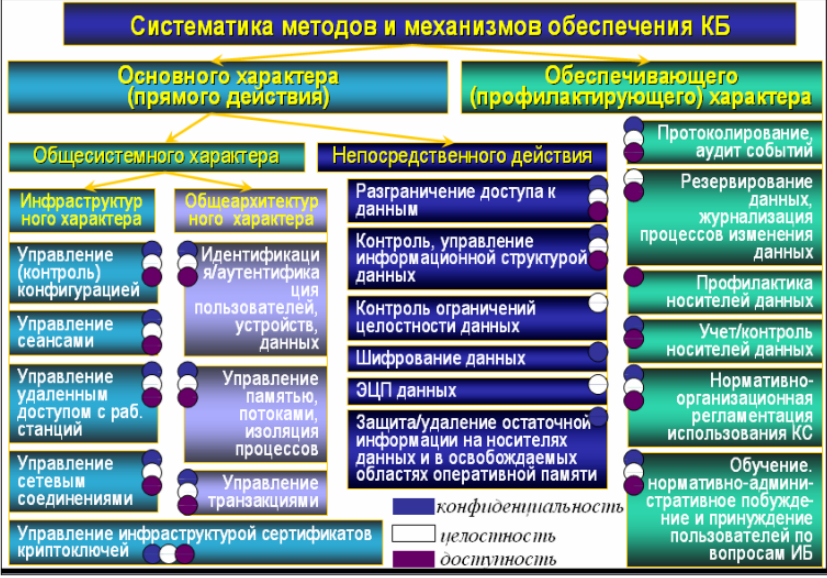 Систематика методов и механизмов обеспечения КБ
Основного характера
(прямого действия)
Обеспечивающего
(профилактирующего) характера
Общесистемного характера
Непосредственного действия
Инфраструктур
ного характера
Общеархитектур
ного характера
Управление
(контроль)
конфигурацией
Управление
сеансами
Управление
удаленным
доступом с раб.
станций
Управление
сетевым
соединениями
Управление инфраструктурой сертификатов
криптоключей
Идентификаци
я/аутентифика
ция
пользователей,
устройств,
данных
Управление
памятью,
потоками,
изоляция
процессов
Управление
транзакциями
Разграничение доступа к
данным
Контроль, управление
информационной структурой
данных
Контроль ограничений
целостности данных
Шифрование данных
ЭЦП данных
Защита/удаление остаточной
информации на носителях
данных и в освобождаемых
областях оперативной памяти
конфиденциальность
целостность
доступность
Протоколирование,
аудит событий
Резервирование
данных,
журнализация
процессов изменения
данных
Профилактика
носителей данных
Учет/контроль
носителей данных
Нормативно-
организационная
регламентация
использования КС
Обучение.
нормативно-админи-
стративное побужде-
ние и принуждение
пользователей по
вопросам ИБ